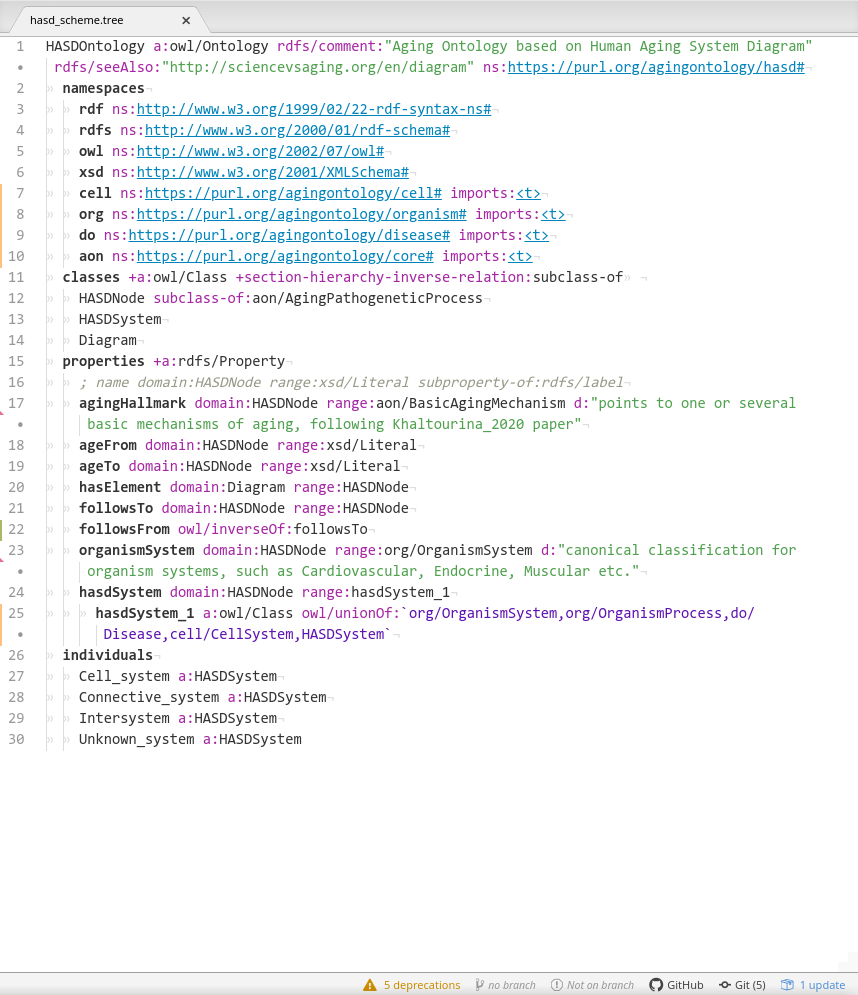 hasd_scheme.tree
1 HASDOntology a:owl/Ontology rdfs/comment:"Aging Ontology based on Human Aging System Diagram"
• rdfs/seeAlso:"http://sciencevsaging.org/en/diagram" ns:https://purl.org/agingontology/hasd#¬
2 » namespaces¬
3 » » rdf ns:http://www.w3.org/1999/02/22-rdf-syntax-ns#¬
4 » » rdfs ns:http://www.w3.org/2000/01/rdf-schema#¬
5 » » owl ns:http://www.w3.org/2002/07/owl#¬
6 » » xsd ns:http://www.w3.org/2001/XMLSchema#¬
7 » » cell ns:https://purl.org/agingontology/cell# imports:<t>¬
8 » » org ns:https://purl.org/agingontology/organism# imports:<t>¬
9 » » do ns:https://purl.org/agingontology/disease# imports:<t>¬
10 » » aon ns:https://purl.org/agingontology/core# imports:<t>¬
11 » classes +a:owl/Class +section-hierarchy-inverse-relation:subclass-of» ¬
12 » » HASDNode subclass-of:aon/AgingPathogeneticProcess¬
13 » » HASDSystem¬
14 » » Diagram¬
15 » properties +a:rdfs/Property¬
16 » » ; name domain:HASDNode range:xsd/Literal subproperty-of:rdfs/label¬
17 » » agingHallmark domain:HASDNode range:aon/BasicAgingMechanism d:"points to one or several
• basic mechanisms of aging, following Khaltourina_2020 paper"¬
18 » » ageFrom domain:HASDNode range:xsd/Literal¬
19 » » ageTo domain:HASDNode range:xsd/Literal¬
20 » » hasElement domain:Diagram range:HASDNode¬
21 » » followsTo domain:HASDNode range:HASDNode¬
22 » » followsFrom owl/inverseOf:followsTo¬
23 » » organismSystem domain:HASDNode range:org/OrganismSystem d:"canonical classification for
• organism systems, such as Cardiovascular, Endocrine, Muscular etc."¬
24 » » hasdSystem domain:HASDNode range:hasdSystem_1¬
25 » » » hasdSystem_1 a:owl/Class owl/unionOf:`org/OrganismSystem,org/OrganismProcess,do/
• Disease,cell/CellSystem,HASDSystem`¬
26 » individuals¬
27 » » Cell_system a:HASDSystem¬
28 » » Connective_system a:HASDSystem¬
29 » » Intersystem a:HASDSystem¬
30 » » Unknown_system a:HASDSystem
5 deprecations no branch Not on branch GitHub Git (5) 1 update